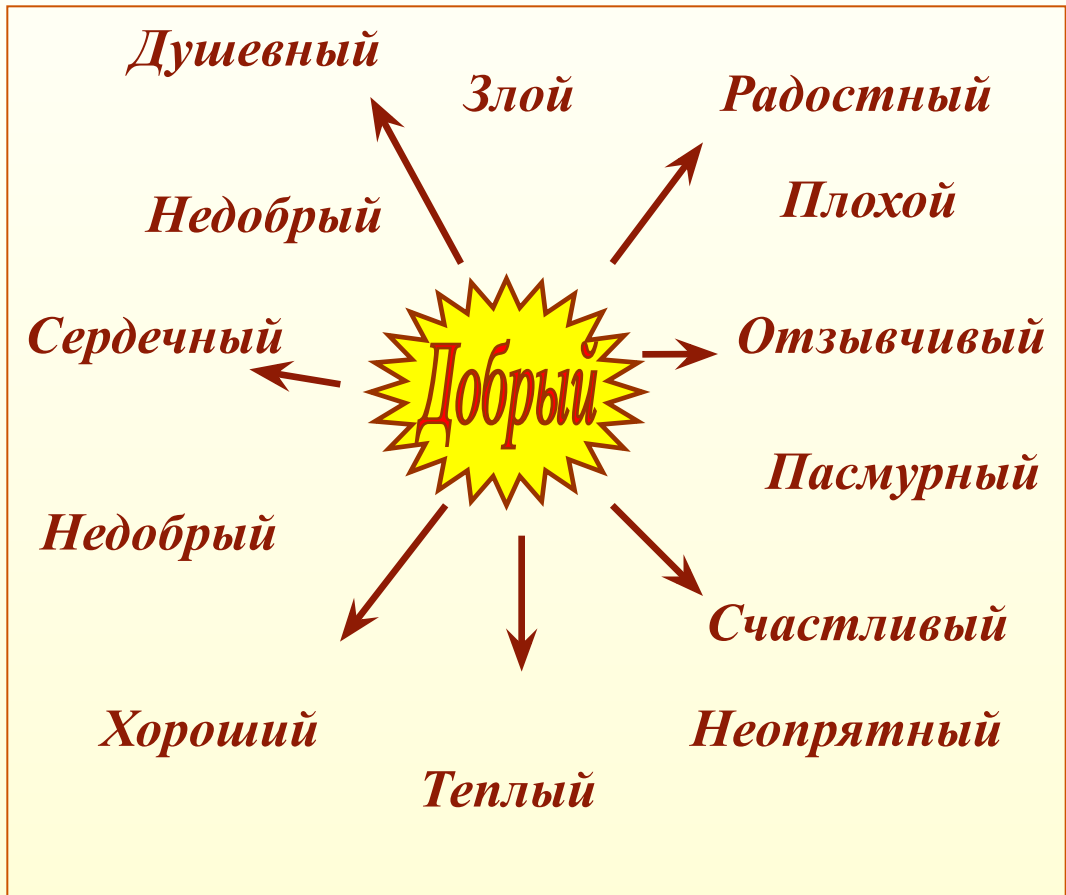 Душевный
Злой
Радостный
Плохой
Недобрый
Сердечный
Отзывчивый
Добрый
Пасмурный
Недобрый
Счастливый
Хороший
Неопрятный
Теплый